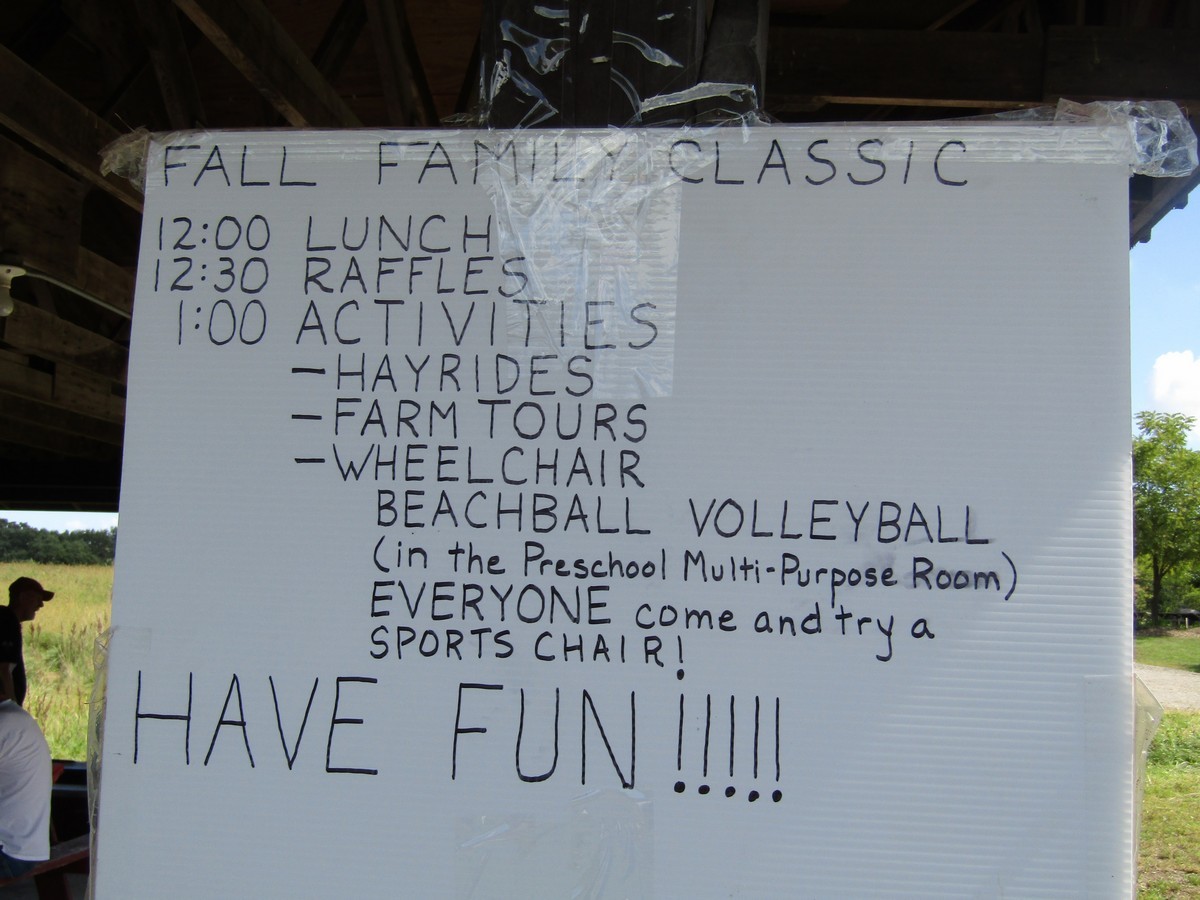 FALL FAMILY CLASSIC
12:00 LUNCH
12:30 RAFFLES
1:00 ACTIVITIES
-HAYRIDES
-FARM TOURS
-WHEELCHAIR
BEACHBALL VOLLEYBALL
(in the Preschool Multi-Purpose Room)
EVERYONE come and try a
SPORTS CHAIR!
HAVE FUN!!!!!